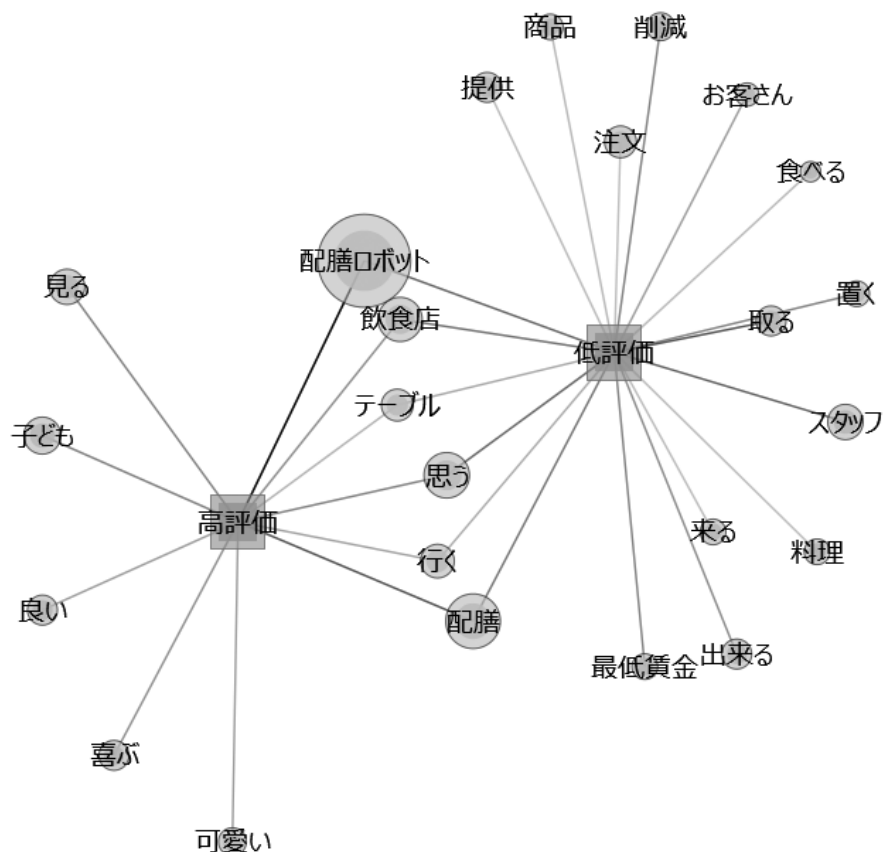 商品
削減
提供
お客さん
注文
食べる
配膳ロボット
見る
飲食店
置く
取る
低評価
テーブル
スタッフ
子ども
思う
高評価
来る
料理
行く
良い
配膳
最低賃金
出来る
喜ぶ
可愛い